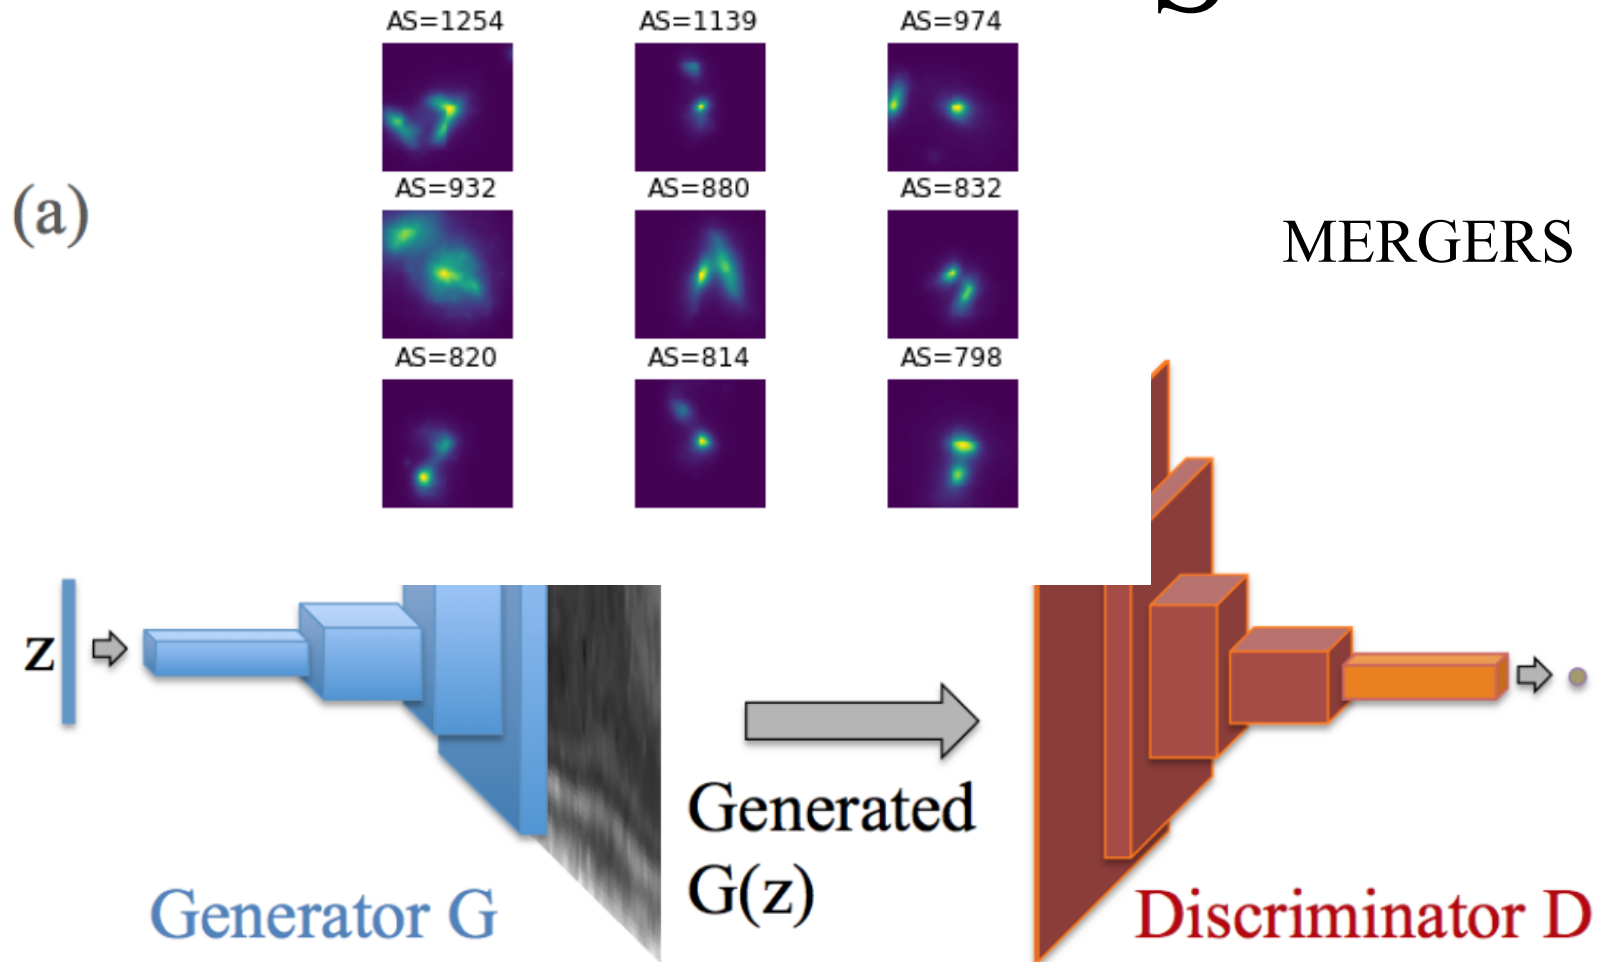 AS=1254 AS=1139 AS=974
(a)
AS=932 AS=880 AS=832
MERGERS
AS=820 AS=814 AS=798
z
Generated
G(z)
Generator G
Discriminator D